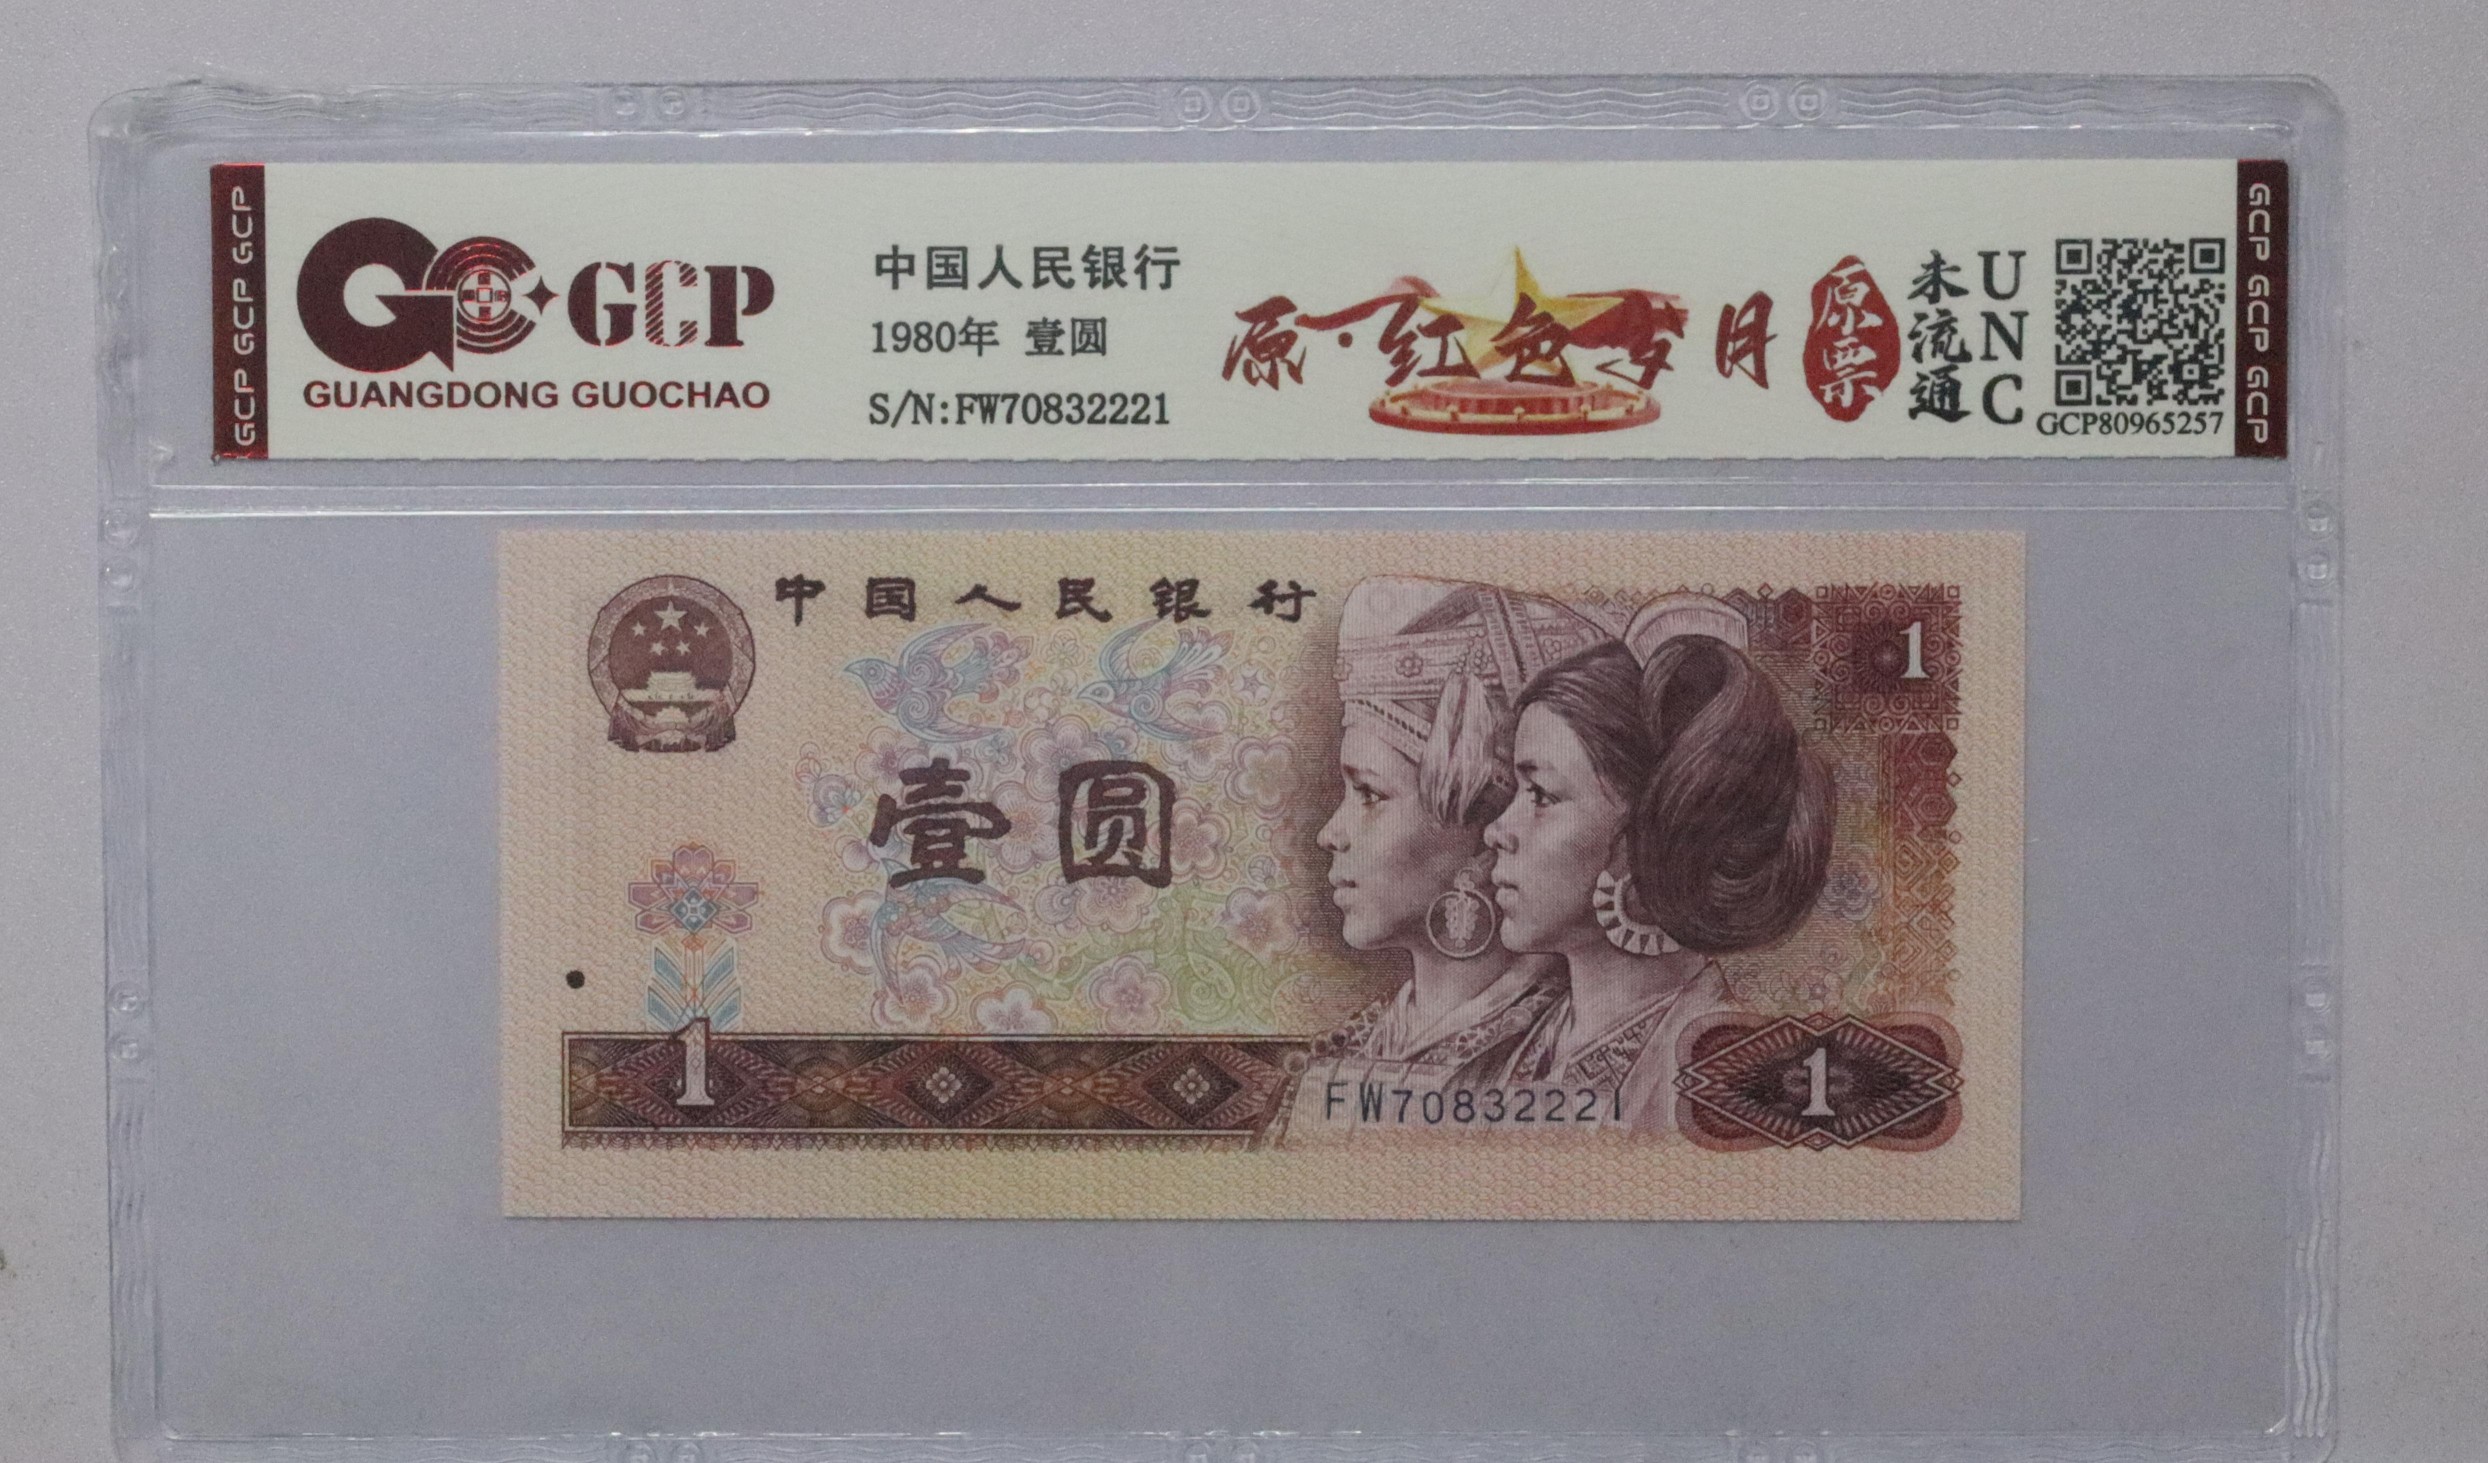 GCP GCP GCP
GCP
GUANGDONG GUOCHAO
中国人民银行
1980年 壹圆
S/N:FW70832221
原·红色岁月
原票
未流通
UNC
GCP80965257
GCP GCP GCP
中国人民银行
1
壹圆
1
FW70832221
1